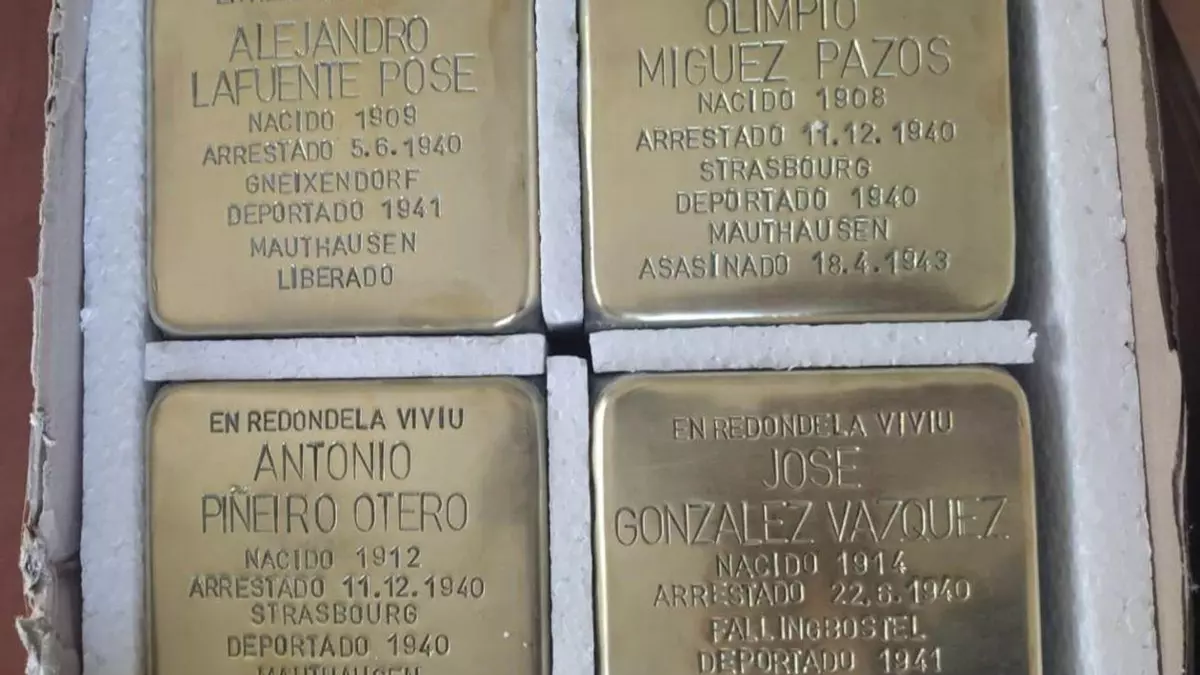 ALEJANDRO
LAFUENTE POSE
NACIDO 1909
ARRESTADO 5.6.1940
GNEIXENDORF
DEPORTADO 1941
MAUTHAUSEN
LIBERADO
OLIMPIO
MIGUEZ PAZOS
NACIDO 1908
ARRESTADO 11.12.1940
STRASBOURG
DEPORTADO 1940
MAUTHAUSEN
ASASINADO 18.4.1943
EN REDONDELA VIVIU
ANTONIO
PIÑEIRO OTERO
NACIDO 1912
ARRESTADO 11.12.1940
STRASBOURG
DEPORTADO 1940
MAUTHAUSEN
EN REDONDELA VIVIU
JOSE
GONZALEZ VAZQUEZ
NACIDO 1914
ARRESTADO 22.6.1940
FALLINGBOSTEL
DEPORTADO 1941